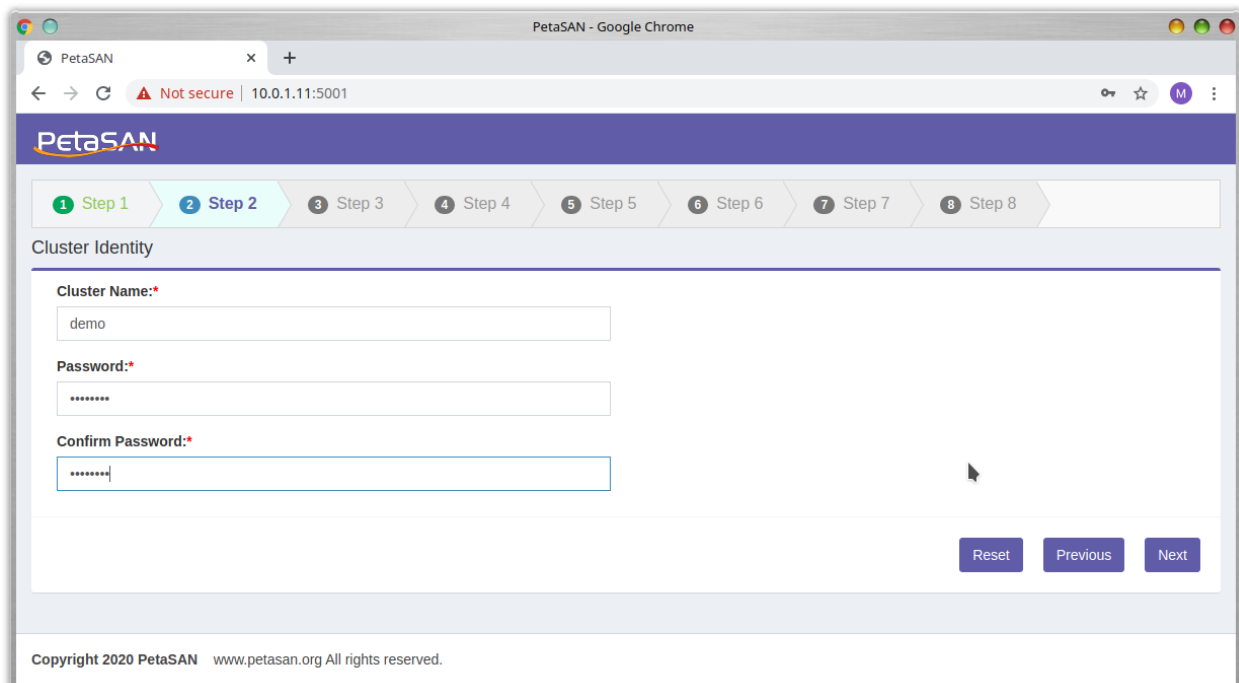 PetaSAN - Google Chrome
PetaSAN
Not secure | 10.0.1.11:5001
M
PetaSAN
1 Step 1 2 Step 2 3 Step 3 4 Step 4 5 Step 5 6 Step 6 7 Step 7 8 Step 8
Cluster Identity
Cluster Name:*
demo
Password:*
••••••••
Confirm Password:*
••••••••
Reset Previous Next
Copyright 2020 PetaSAN www.petasan.org All rights reserved.